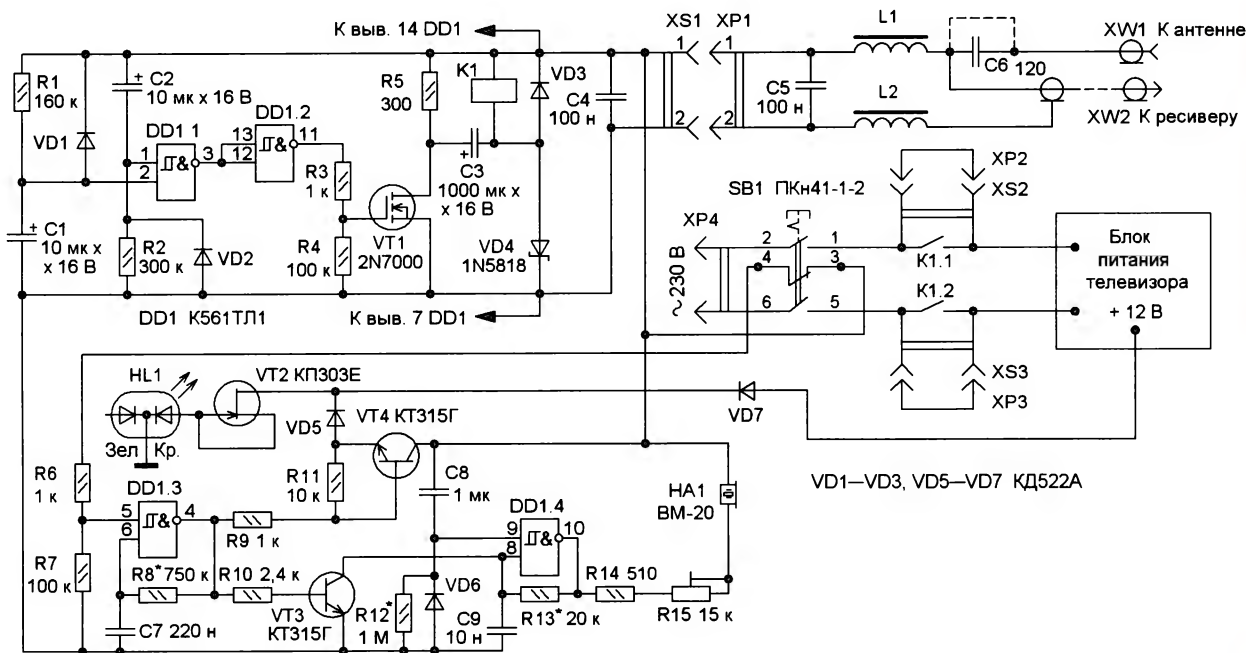 К выв. 14 DD1
XS1
XP1
L1
XW1 К антенне
R1
160 к
C2
10 мк х 16 В
R5
300
K1
VD3
C4
100 н
1
1
C5
100 н
C6
120
L2
2
2
XW2 К ресиверу
VD1
DD1 1
1
2
3
DD1.2
13
12
11
R3
1 к
C3
1000 мк х
х 16 В
C1
10 мк х
х 16 В
R2
300 к
VD2
R4
100 к
VT1
2N7000
VD4
1N5818
DD1 К561ТЛ1
К выв. 7 DD1
SB1 ПКн41-1-2
XP2
XS2
XP4
~230 В
2
1
4
3
6
5
K1.1
K1.2
Блок
питания
телевизора
+ 12 В
XS3
XP3
HL1
Зел
Кр.
VT2 КП303Е
VD5
VT4 КТ315Г
VD7
VD1—VD3, VD5—VD7 КД522А
R6
1 к
R11
10 к
C8
1 мк
HA1
ВМ-20
DD1.3
5
6
4
R9 1 к
DD1.4
9
8
10
R7
100 к
R8*750 к
R10 2,4 к
VD6
R14 510
R12*
1 М
R13* 20 к
R15 15 к
C7 220 н
VT3
КТ315Г
C9
10 н